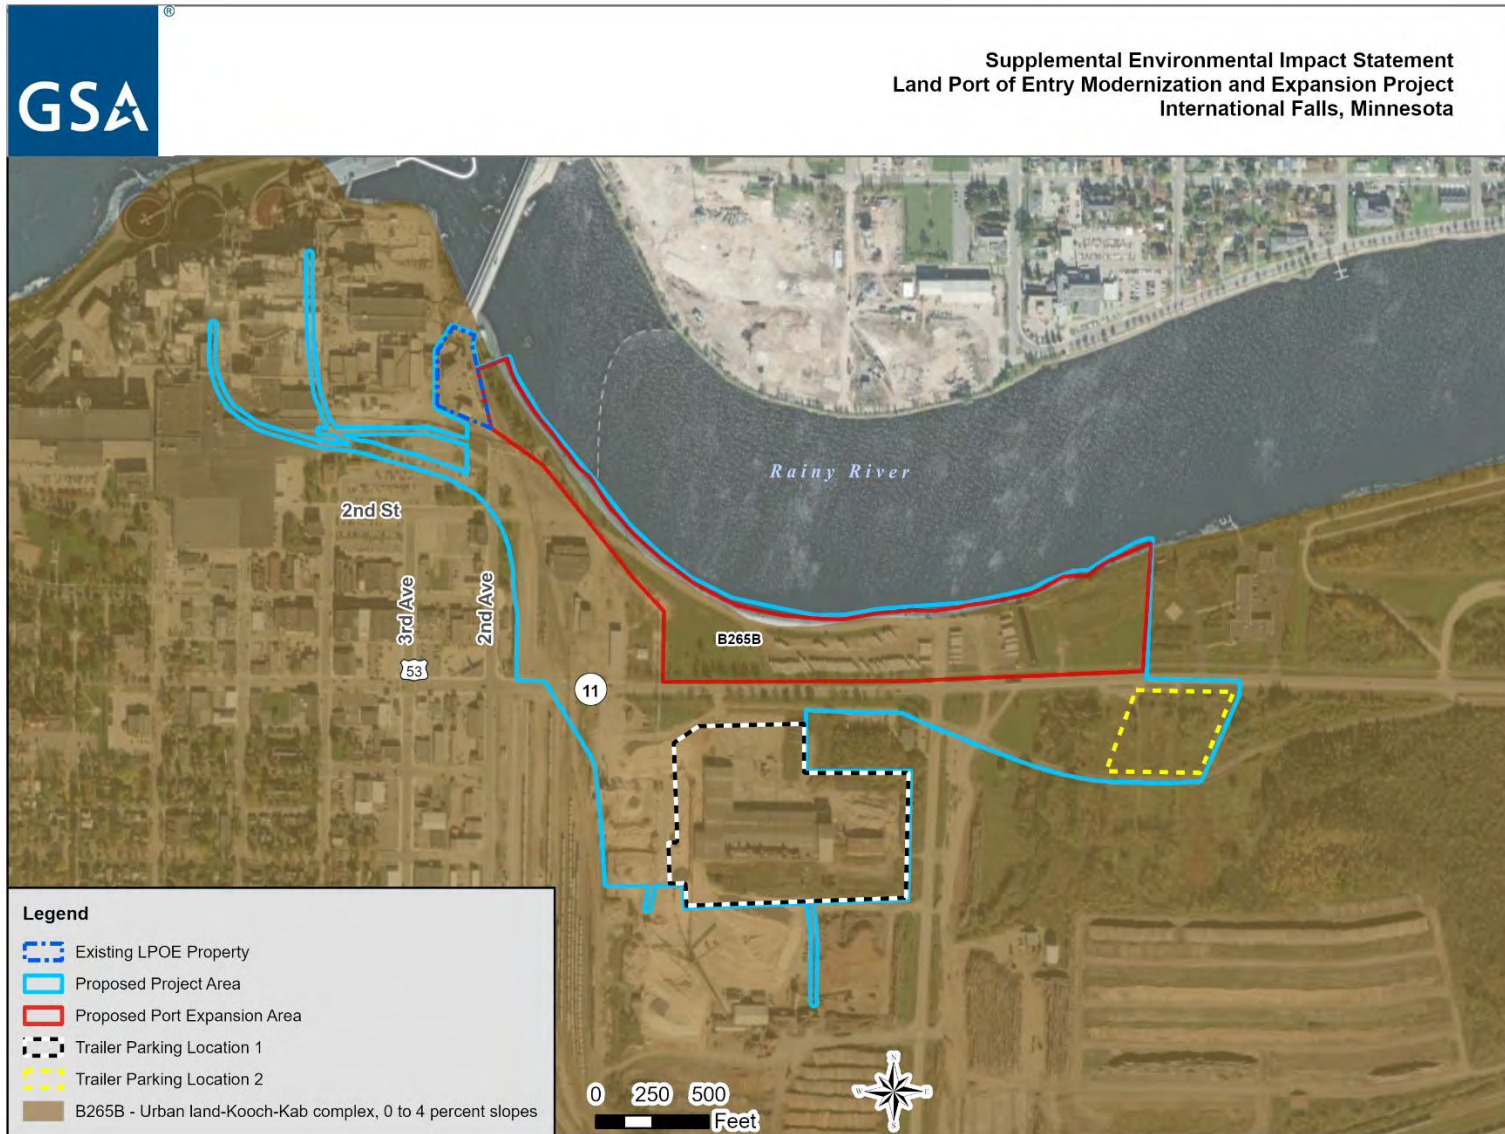 ®
GSA
Supplemental Environmental Impact Statement
Land Port of Entry Modernization and Expansion Project
International Falls, Minnesota
Rainy River
2nd St
3rd Ave
2nd Ave
B265B
53
11
Legend
Existing LPOE Property
Proposed Project Area
Proposed Port Expansion Area
Trailer Parking Location 1
Trailer Parking Location 2
B265B - Urban land-Kooch-Kab complex, 0 to 4 percent slopes
0 250 500
Feet
N
W E
S